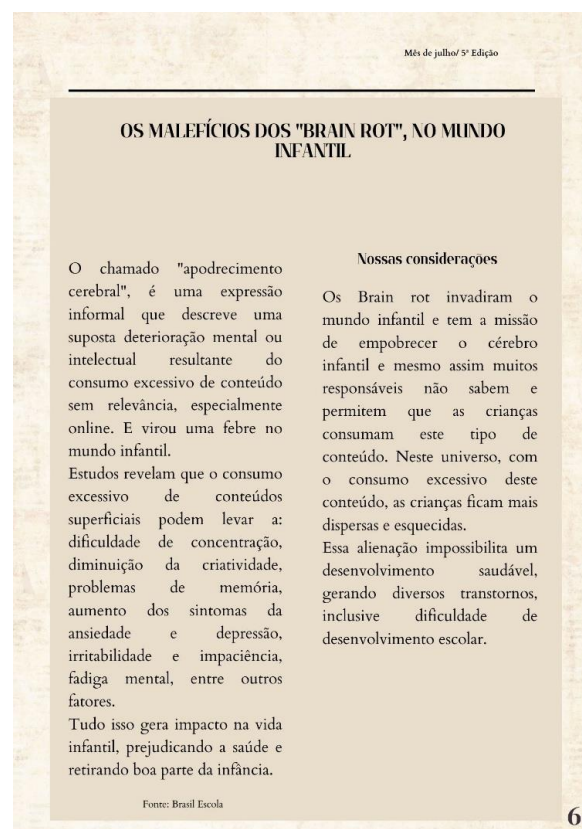 Mês de julho/ 5ª Edição
OS MALEFÍCIOS DOS "BRAIN ROT", NO MUNDO
INFANTIL
O chamado "apodrecimento
cerebral", é uma expressão
informal que descreve uma
suposta deterioração mental ou
intelectual resultante do
consumo excessivo de conteúdo
sem relevância, especialmente
online. E virou uma febre no
mundo infantil.
Estudos revelam que o consumo
excessivo de conteúdos
superficiais podem levar a:
dificuldade de concentração,
diminuição da criatividade,
problemas de memória,
aumento dos sintomas da
ansiedade e depressão,
irritabilidade e impaciência,
fadiga mental, entre outros
fatores.
Tudo isso gera impacto na vida
infantil, prejudicando a saúde e
retirando boa parte da infância.
Fonte: Brasil Escola
Nossas considerações
Os Brain rot invadiram o
mundo infantil e tem a missão
de empobrecer o cérebro
infantil e mesmo assim muitos
responsáveis não sabem e
permitem que as crianças
consumam este tipo de
conteúdo. Neste universo, com
o consumo excessivo deste
conteúdo, as crianças ficam mais
dispersas e esquecidas.
Essa alienação impossibilita um
desenvolvimento saudável,
gerando diversos transtornos,
inclusive dificuldade de
desenvolvimento escolar.
6